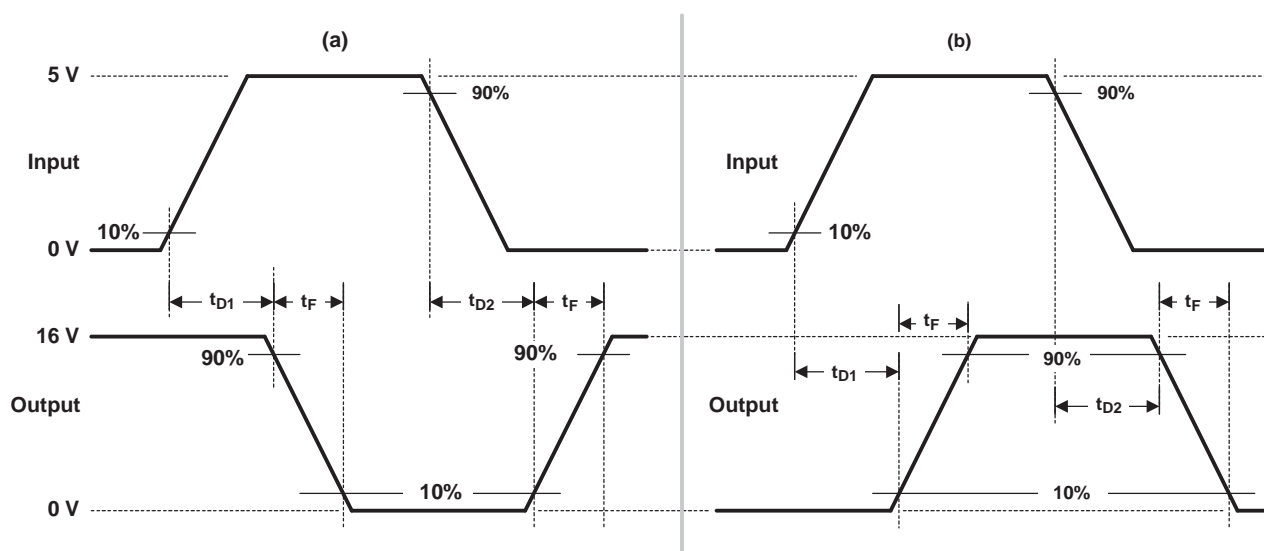 (a)
5 V
90%
Input
10%
0 V
tD1
tF
tD2
tF
16 V
90%
90%
Output
10%
0 V
(b)
90%
Input
10%
tF
tF
90%
tD1
Output
tD2
10%